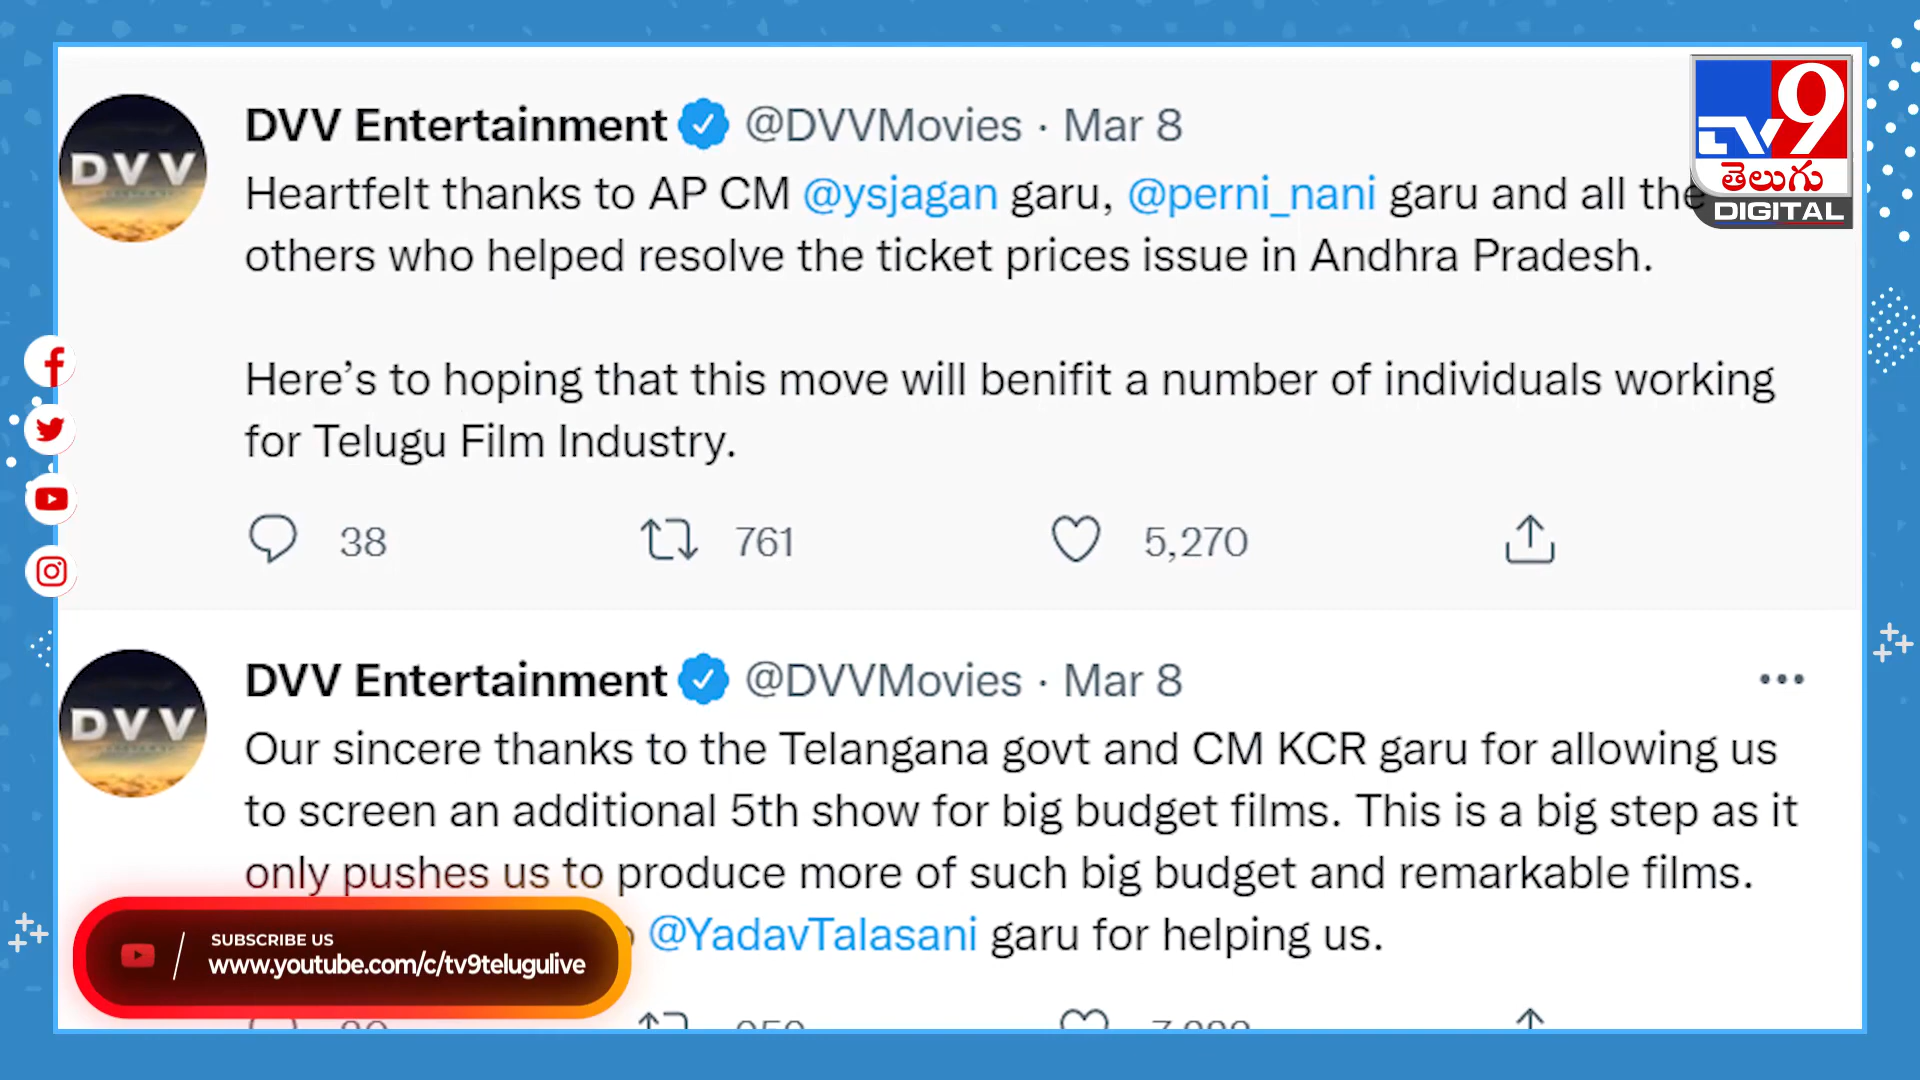 DVV Entertainment @DVVMovies · Mar 8
Heartfelt thanks to AP CM @ysjagan garu, @perni_nani garu and all the
others who helped resolve the ticket prices issue in Andhra Pradesh.
Here’s to hoping that this move will benifit a number of individuals working
for Telugu Film Industry.
38 761 5,270
DVV
DVV Entertainment @DVVMovies · Mar 8
Our sincere thanks to the Telangana govt and CM KCR garu for allowing us
to screen an additional 5th show for big budget films. This is a big step as it
only pushes us to produce more of such big budget and remarkable films.
@YadavTalasani garu for helping us.
DVV
TV9
తెలుగు
DIGITAL
SUBSCRIBE US
www.youtube.com/c/tv9telugulive